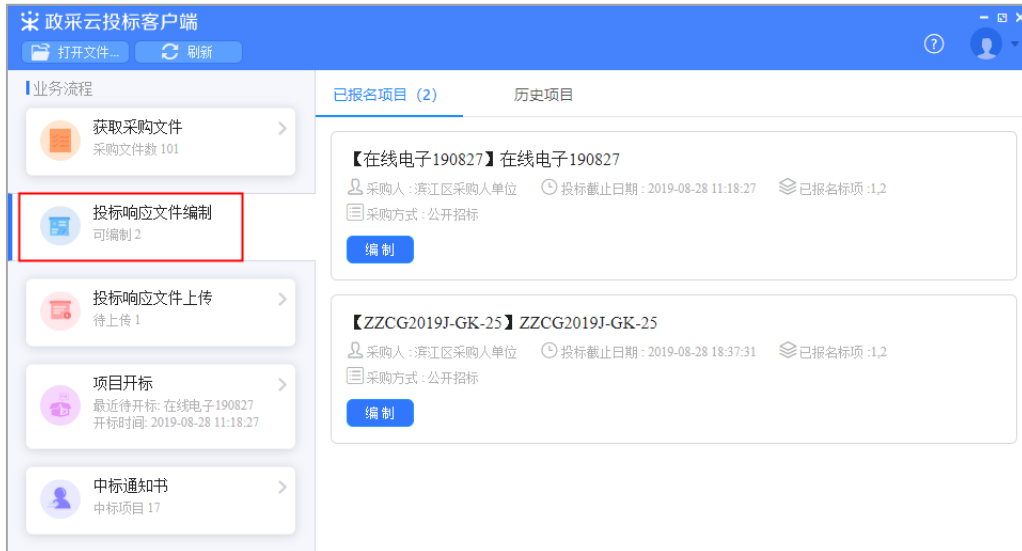 政采云投标客户端
打开文件... 刷新
业务流程
获取采购文件
采购文件数 101
投标响应文件编制
可编制 2
投标响应文件上传
待上传 1
项目开标
最近待开标: 在线电子190827
开标时间: 2019-08-28 11:18:27
中标通知书
中标项目 17
已报名项目（2） 历史项目
【在线电子190827】在线电子190827
采购人 : 滨江区采购人单位 投标截止日期 : 2019-08-28 11:18:27 已报名标项 :1,2
采购方式 : 公开招标
编 制
【ZZCG2019J-GK-25】ZZCG2019J-GK-25
采购人 : 滨江区采购人单位 投标截止日期 : 2019-08-28 18:37:31 已报名标项 :1,2
采购方式 : 公开招标
编 制